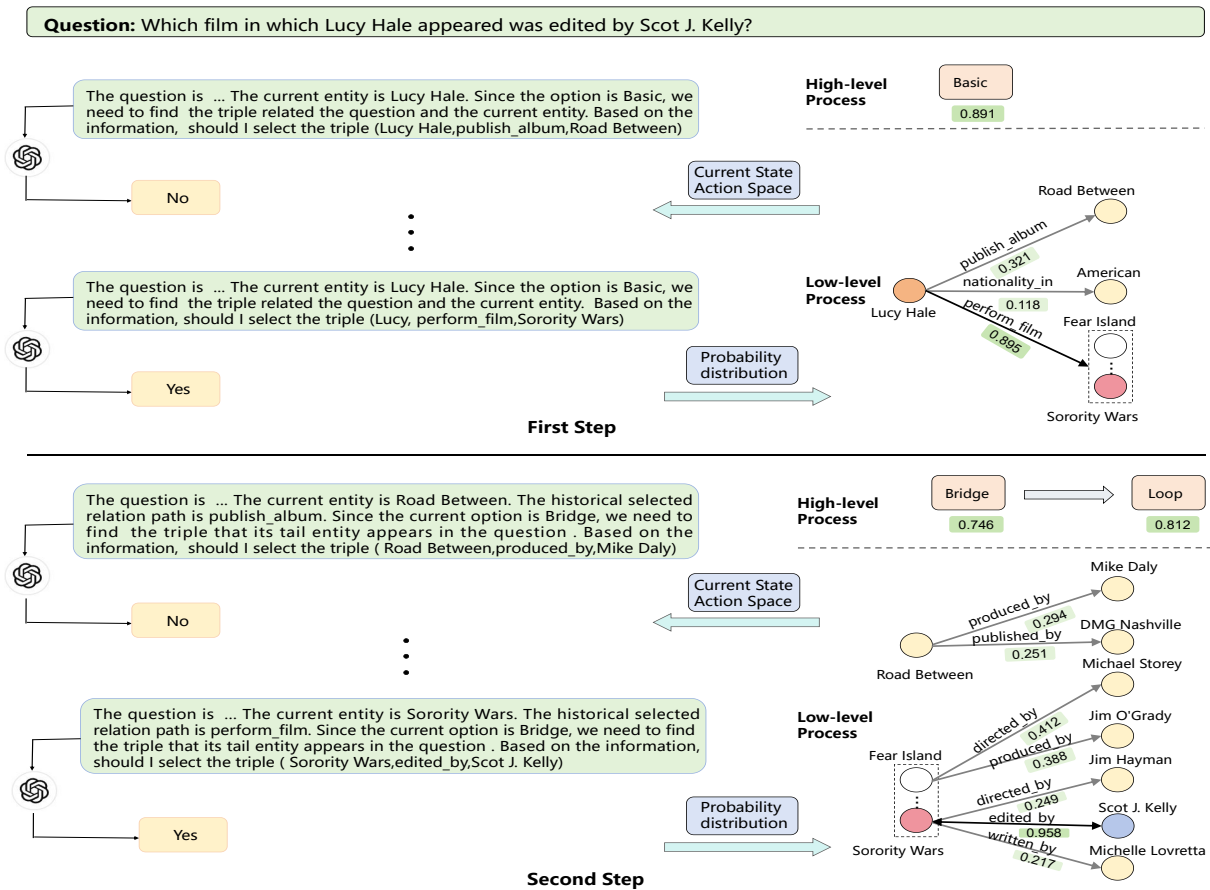 Question: Which film in which Lucy Hale appeared was edited by Scot J. Kelly?
The question is ... The current entity is Lucy Hale. Since the option is Basic, we
need to find the triple related the question and the current entity. Based on the
information, should I select the triple (Lucy Hale,publish_album,Road Between)
No
High-level
Process
Basic
0.891
Current State
Action Space
The question is ... The current entity is Lucy Hale. Since the option is Basic, we
need to find the triple related the question and the current entity. Based on the
information, should I select the triple (Lucy, perform_film,Sorority Wars)
Yes
Probability
distribution
Low-level
Process
Lucy Hale
publish_album
0.321
Road Between
nationality_in
0.118
American
perform_film
0.895
Fear Island
Sorority Wars
First Step
The question is ... The current entity is Road Between. The historical selected
relation path is publish_album. Since the current option is Bridge, we need to
find the triple that its tail entity appears in the question . Based on the
information, should I select the triple ( Road Between,produced_by,Mike Daly)
No
High-level
Process
Bridge
0.746
Loop
0.812
Current State
Action Space
The question is ... The current entity is Sorority Wars. The historical selected
relation path is perform_film. Since the current option is Bridge, we need to find
the triple that its tail entity appears in the question . Based on the information,
should I select the triple ( Sorority Wars,edited_by,Scot J. Kelly)
Yes
Probability
distribution
Low-level
Process
Road Between
produced_by
0.294
Mike Daly
published_by
0.251
DMG Nashville
Fear Island
directed_by
0.412
Michael Storey
produced_by
0.388
Jim O'Grady
Sorority Wars
directed_by
0.249
Jim Hayman
edited_by
0.958
Scot J. Kelly
written_by
0.217
Michelle Lovretta
Second Step